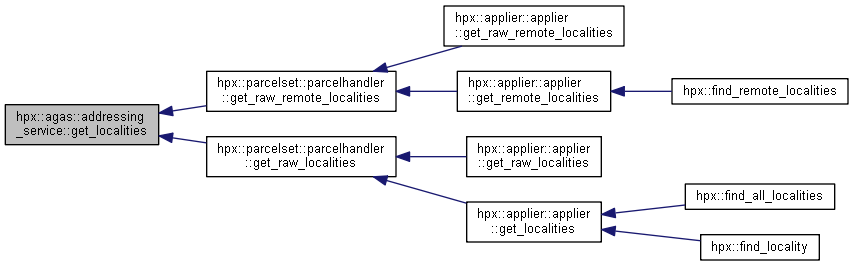 hpx::agas::addressing
_service::get_localities
hpx::parcelset::parcelhandler
::get_raw_remote_localities
hpx::applier::applier
::get_raw_remote_localities
hpx::applier::applier
::get_remote_localities
hpx::find_remote_localities
hpx::parcelset::parcelhandler
::get_raw_localities
hpx::applier::applier
::get_raw_localities
hpx::applier::applier
::get_localities
hpx::find_all_localities
hpx::find_locality